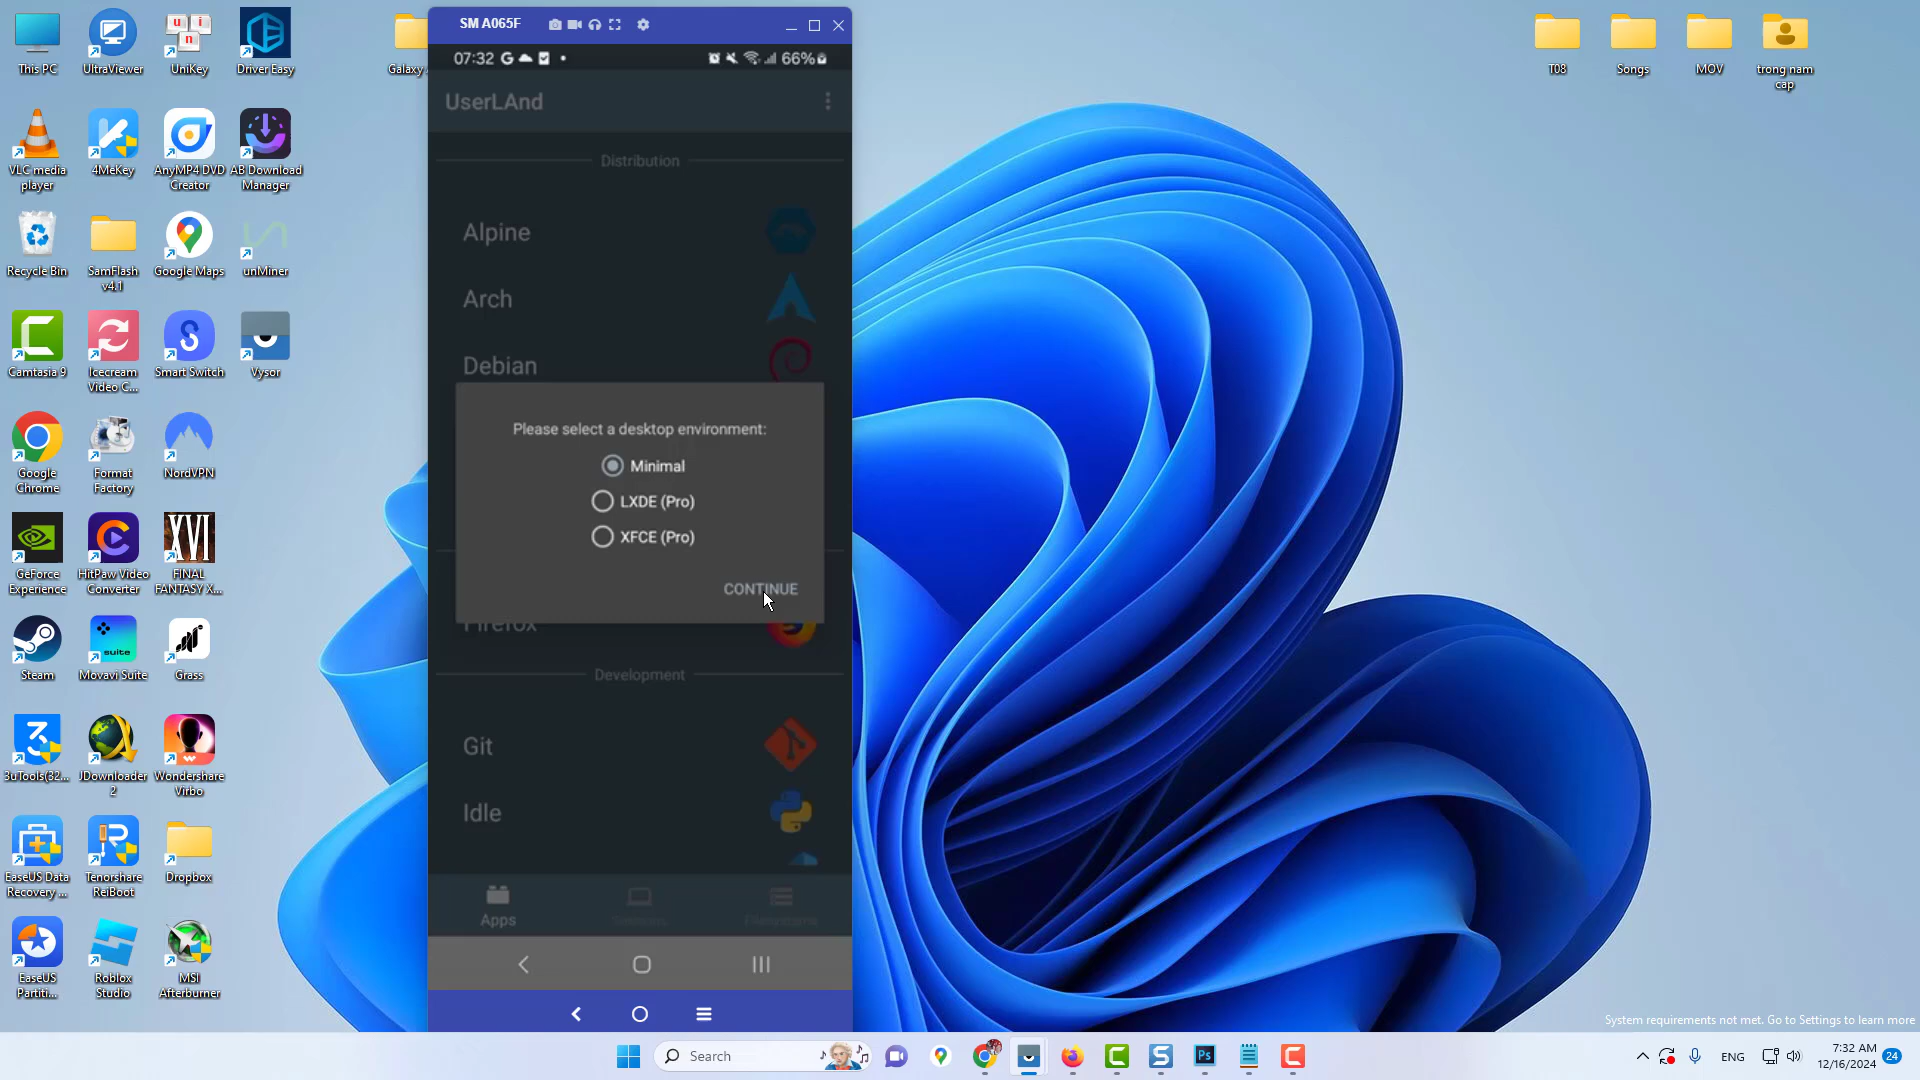 This PC
UltraViewer
UniKey
Driver Easy
Galaxy
VLC media player
4MeKey
AnyMP4 DVD Creator
AB Download Manager
Recycle Bin
SamFlash v4.1
Google Maps
unMiner
Camtasia 9
Icecream Video C...
Smart Switch
Vysor
Google Chrome
Format Factory
NordVPN
GeForce Experience
HitPaw Video Converter
XVI
FINAL FANTASY X...
Steam
suite
Movavi Suite
Grass
3uTools(32...
JDownloader 2
Wondershare Virbo
EaseUS Data Recovery ...
Tenorshare ReiBoot
Dropbox
EaseUS Partiti...
Roblox Studio
MSI Afterburner
SM A065F
07:32
66%
UserLAnd
Distribution
Alpine
Arch
Debian
Please select a desktop environment:
Minimal
LXDE (Pro)
XFCE (Pro)
CONTINUE
Firefox
Development
Git
Idle
Apps
Filesystems
T08
Songs
MOV
trong nam cap
System requirements not met. Go to Settings to learn more
Search
ENG
7:32 AM
12/16/2024
24